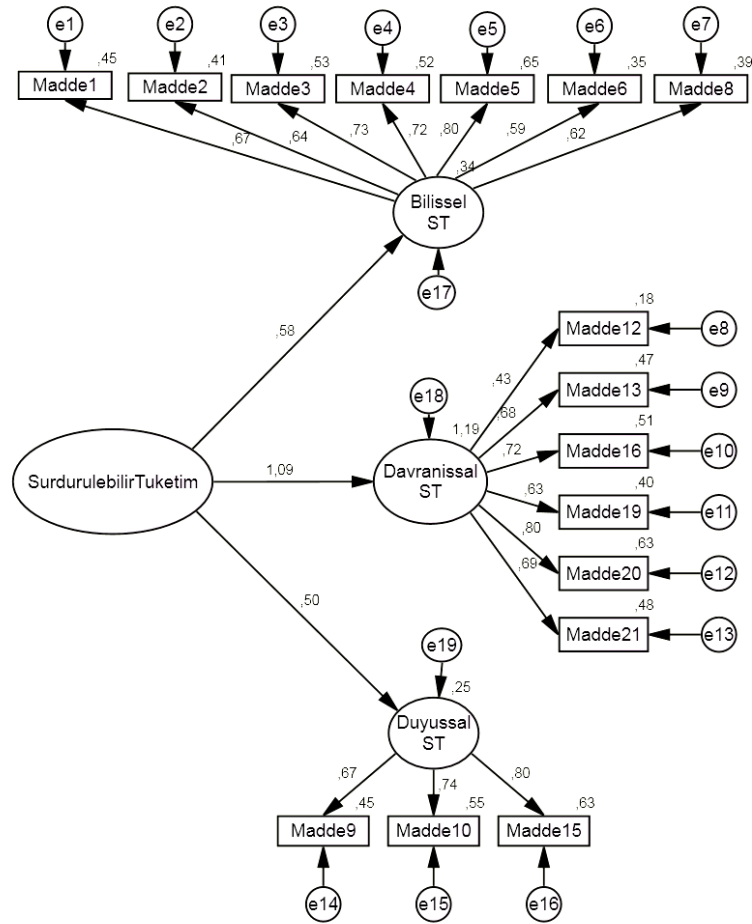 e1 e2 e3 e4 e5 e6 e7
,45 ,41 ,53 ,52 ,65 ,35 ,39
Madde1 Madde2 Madde3 Madde4 Madde5 Madde6 Madde8
,67 ,64 ,73 ,72 ,80 ,59 ,62
,34
Bilissel
ST
e17
,58
,18
Madde12 e8
,43
,47
Madde13 e9
,68
e18
1,19
,51
Madde16 e10
,72
SurdurulebilirTuketim
1,09
Davranissal
ST
,40
Madde19 e11
,63
,63
Madde20 e12
,80
,48
Madde21 e13
,69
,50
e19
,25
Duyussal
ST
,67 ,74 ,80
,45 ,55 ,63
Madde9 Madde10 Madde15
e14 e15 e16